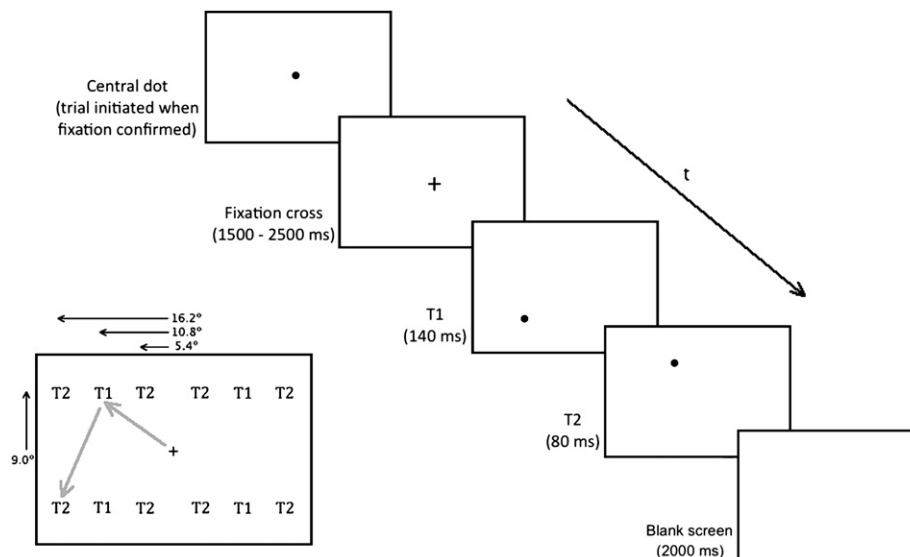 Central dot
(trial initiated when
fixation confirmed)
t
Fixation cross
(1500 - 2500 ms)
T1
(140 ms)
T2
(80 ms)
Blank screen
(2000 ms)
16.2°
10.8°
5.4°
T2 T1 T2 T2 T1 T2
9.0°
T2 T1 T2 T2 T1 T2